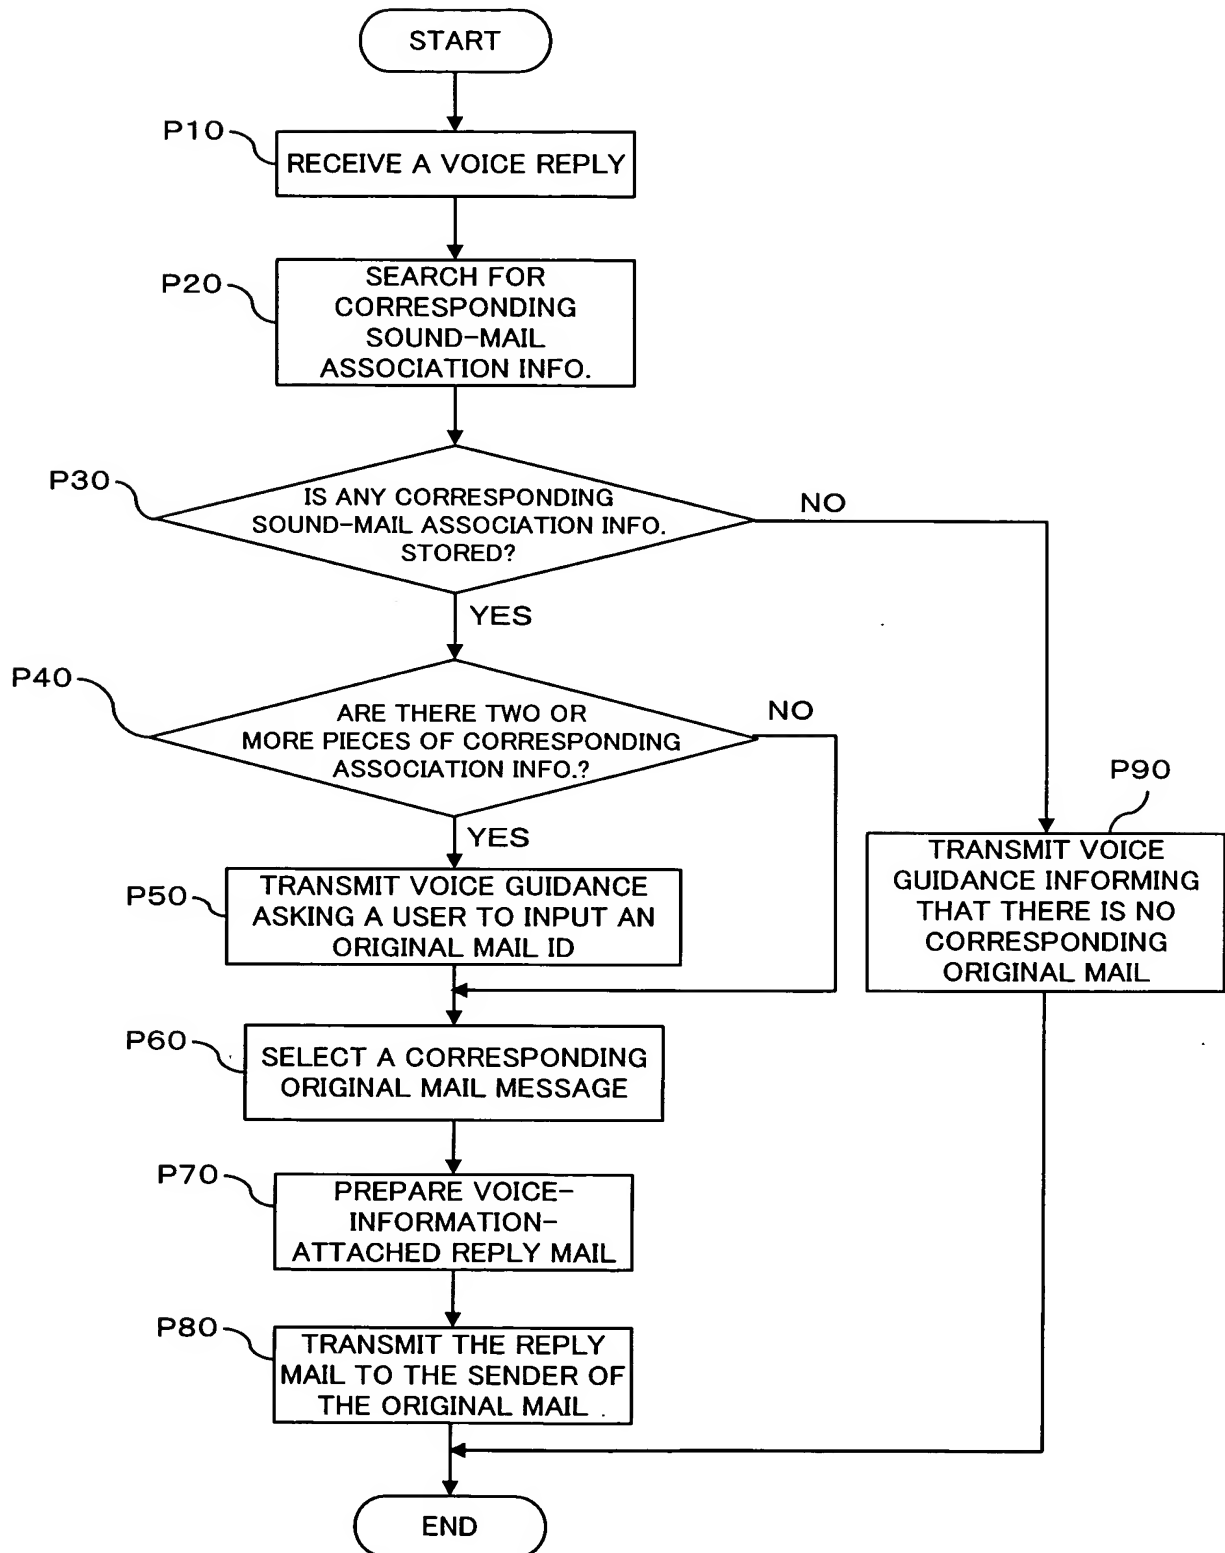 START
P10
RECEIVE A VOICE REPLY
P20
SEARCH FOR
CORRESPONDING
SOUND-MAIL
ASSOCIATION INFO.
P30
IS ANY CORRESPONDING
SOUND-MAIL ASSOCIATION INFO.
STORED?
NO
YES
P40
ARE THERE TWO OR
MORE PIECES OF CORRESPONDING
ASSOCIATION INFO.?
NO
YES
P90
TRANSMIT VOICE
GUIDANCE INFORMING
THAT THERE IS NO
CORRESPONDING
ORIGINAL MAIL
P50
TRANSMIT VOICE GUIDANCE
ASKING A USER TO INPUT AN
ORIGINAL MAIL ID
P60
SELECT A CORRESPONDING
ORIGINAL MAIL MESSAGE
P70
PREPARE VOICE-
INFORMATION-
ATTACHED REPLY MAIL
P80
TRANSMIT THE REPLY
MAIL TO THE SENDER OF
THE ORIGINAL MAIL .
END